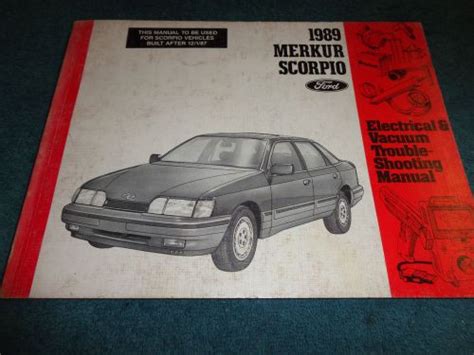 THIS MANUAL TO BE USED
FOR SCORPIO VEHICLES
BUILT AFTER 12/1/87
1989
MERKUR
SCORPIO
Ford
Electrical &
Vacuum
Trouble-
Shooting
Manual